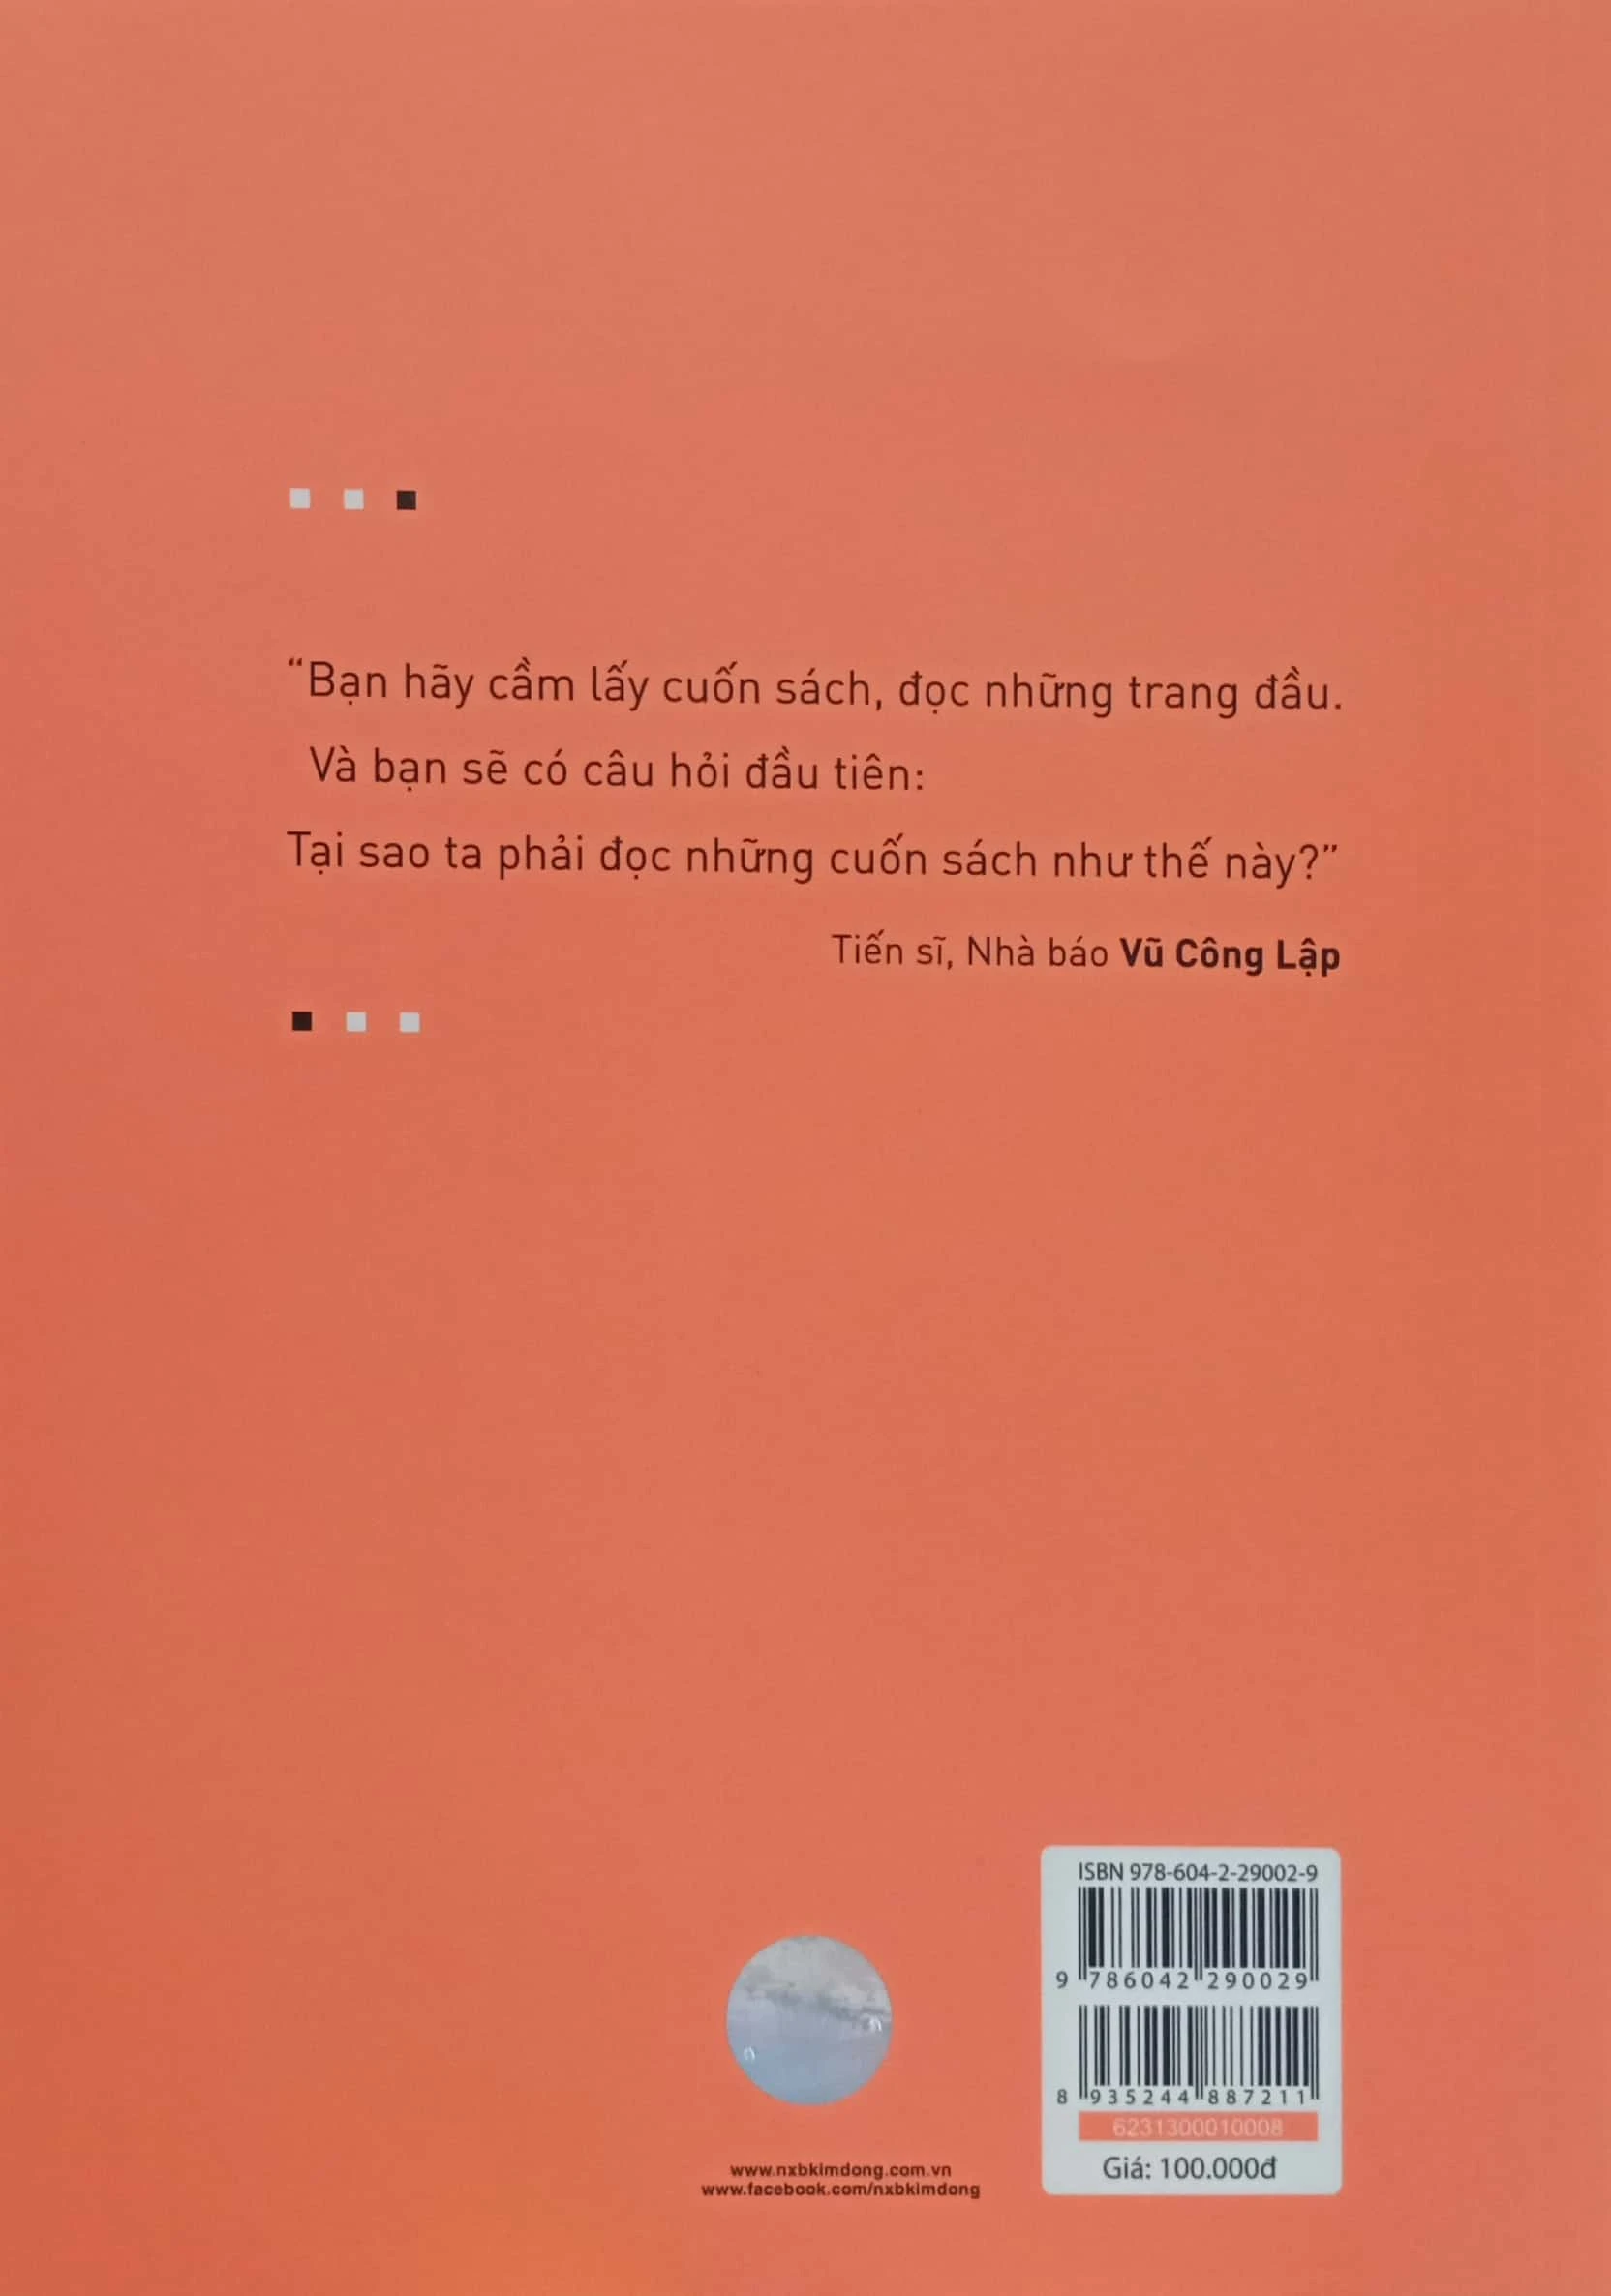 “Bạn hãy cầm lấy cuốn sách, đọc những trang đầu.
Và bạn sẽ có câu hỏi đầu tiên:
Tại sao ta phải đọc những cuốn sách như thế này?”
Tiến sĩ, Nhà báo Vũ Công Lập
ISBN 978-604-2-29002-9
9 786042 290029
8 935244 887211
6231300010008
Giá: 100.000đ
www.nxbkimdong.com.vn
www.facebook.com/nxbkimdong